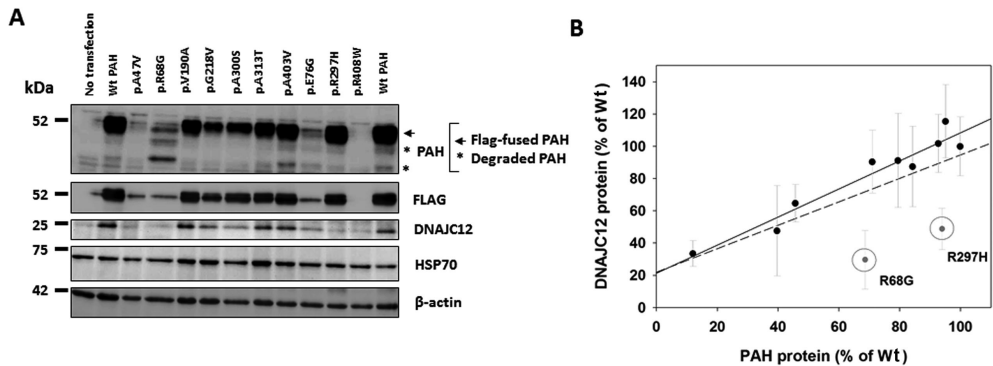 A
kDa
No transfection
Wt PAH
p.A47V
p.R68G
p.V190A
p.G218V
p.A300S
p.A313T
p.A403V
p.E76G
p.R297H
p.R408W
Wt PAH
52
PAH
*
*
Flag-fused PAH
* Degraded PAH
52
FLAG
25
DNAJC12
75
HSP70
42
β-actin
B
DNAJC12 protein (% of Wt)
140
120
100
80
60
40
20
0
R297H
R68G
0 20 40 60 80 100
PAH protein (% of Wt)